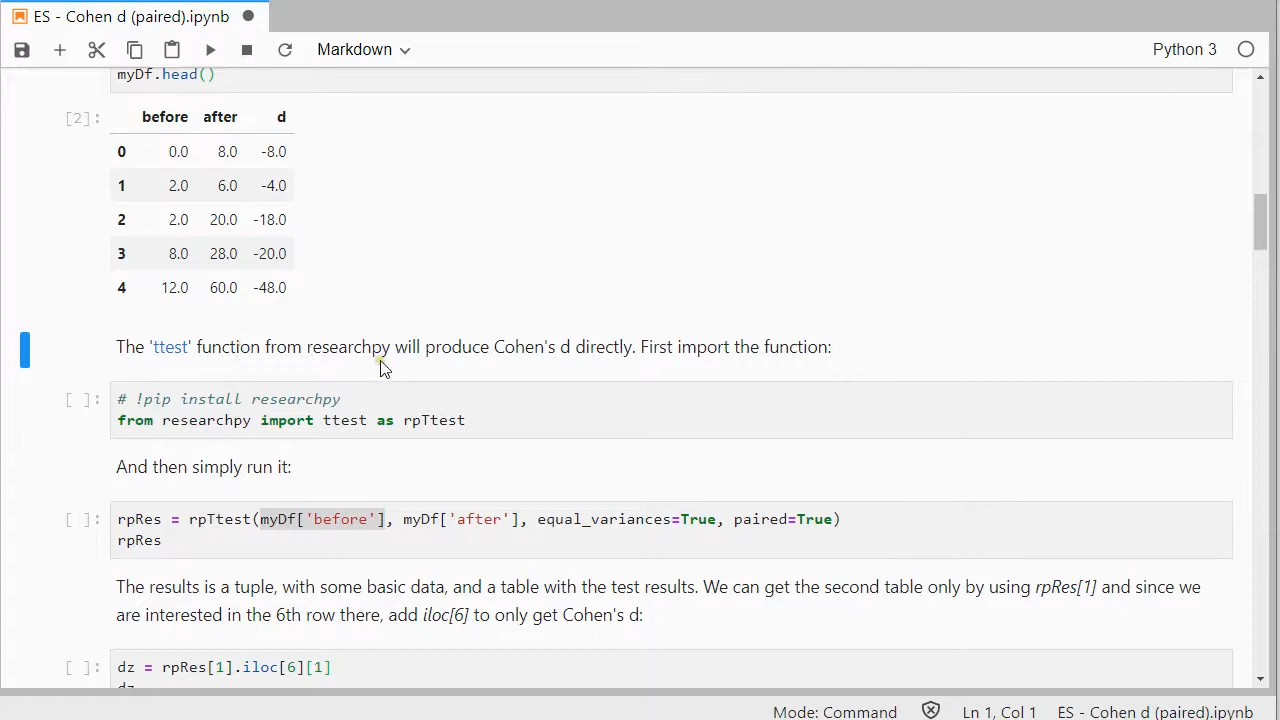 ES - Cohen d (paired).ipynb
Markdown
Python 3
myDf.head()
[2]:
before after d
0 0.0 8.0 -8.0
1 2.0 6.0 -4.0
2 2.0 20.0 -18.0
3 8.0 28.0 -20.0
4 12.0 60.0 -48.0
The 'ttest' function from researchpy will produce Cohen's d directly. First import the function:
[ ]: # !pip install researchpy
from researchpy import ttest as rpTtest
And then simply run it:
[ ]: rpRes = rpTtest(myDf['before'], myDf['after'], equal_variances=True, paired=True)
rpRes
The results is a tuple, with some basic data, and a table with the test results. We can get the second table only by using rpRes[1] and since we
are interested in the 6th row there, add iloc[6] to only get Cohen's d:
[ ]: dz = rpRes[1].iloc[6][1]
dz
Mode: Command Ln 1, Col 1 ES - Cohen d (paired).ipynb